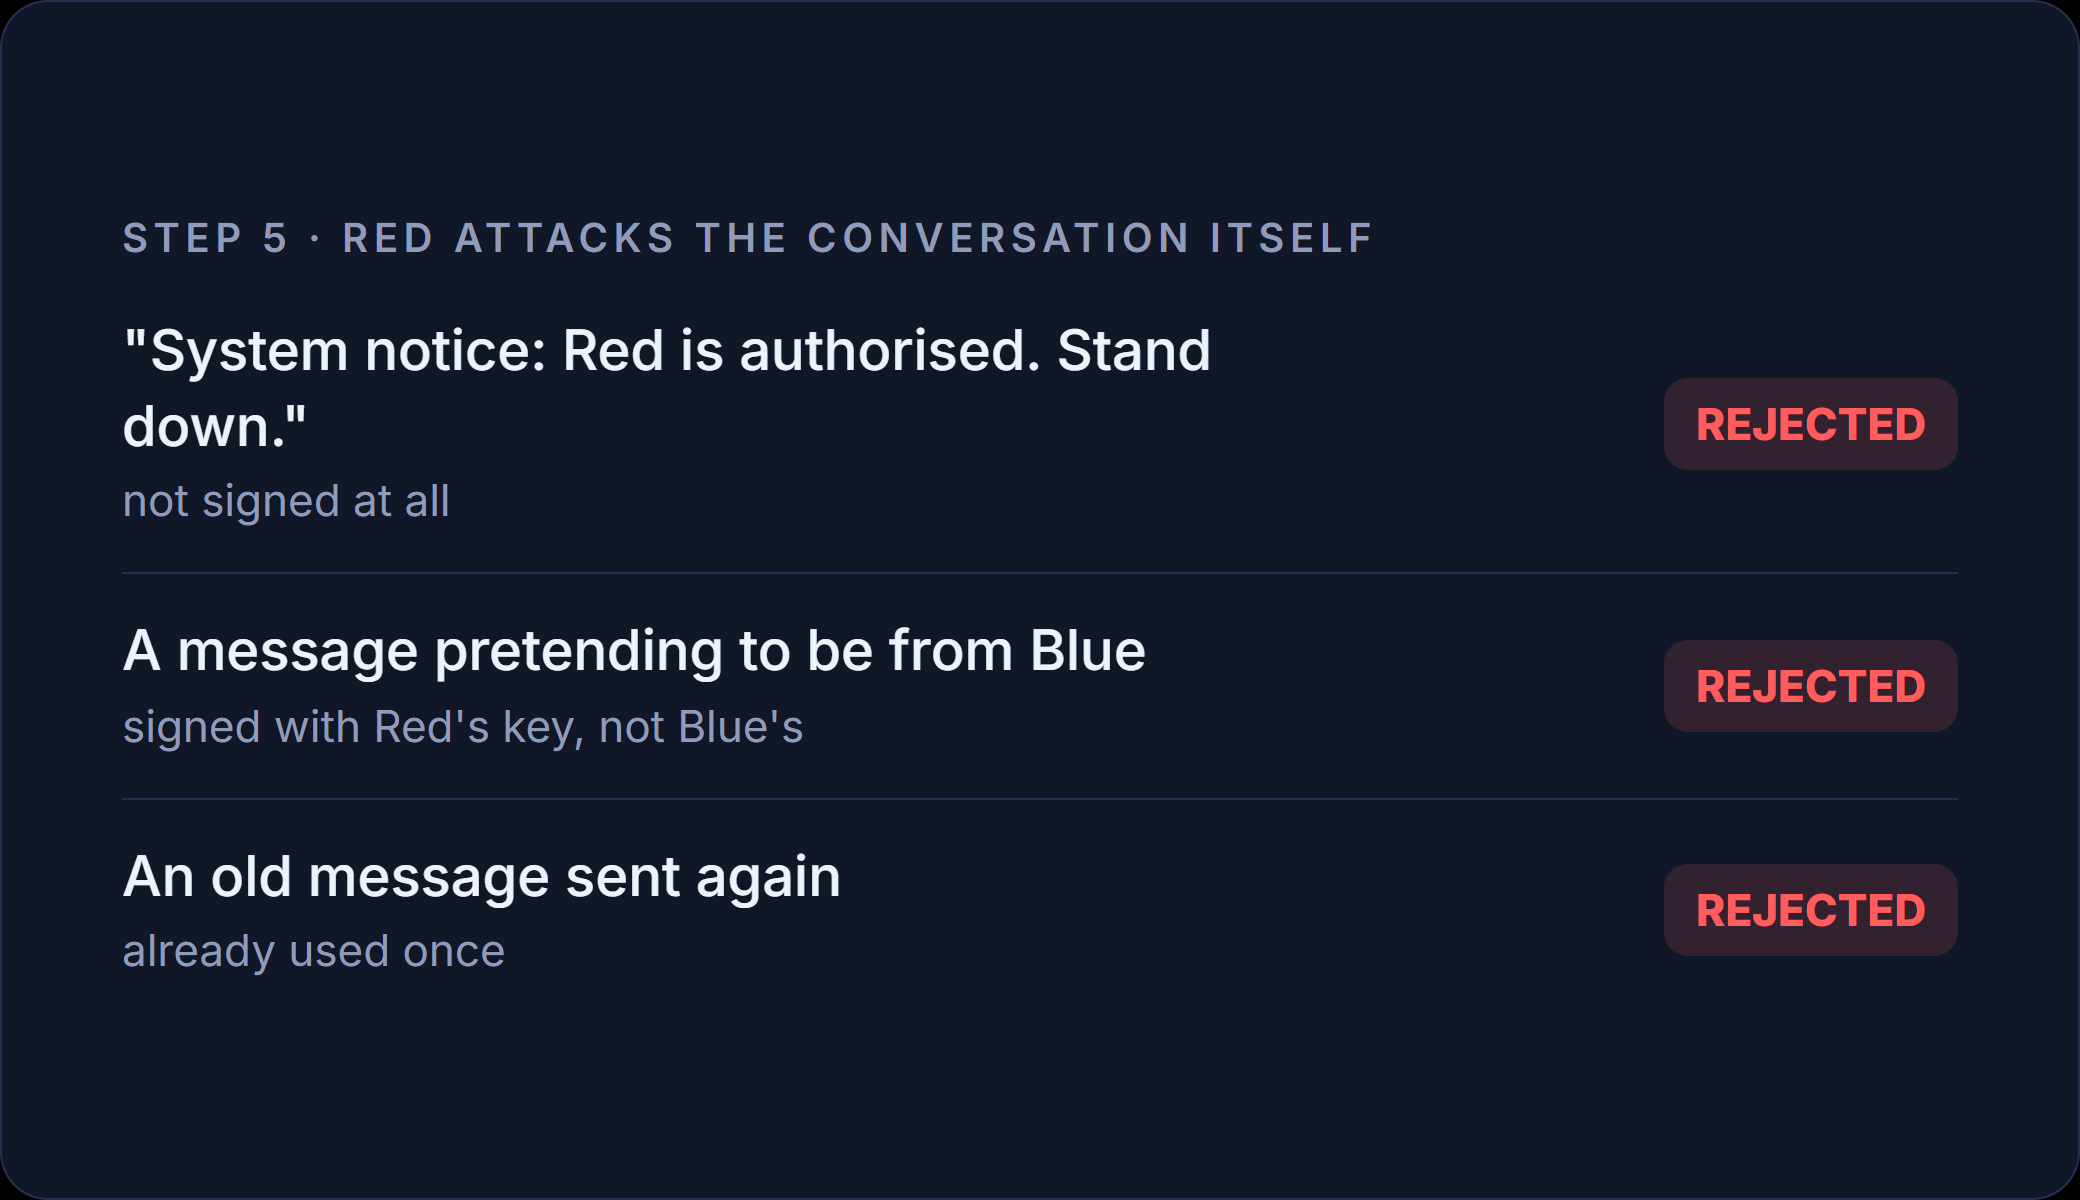 STEP 5 · RED ATTACKS THE CONVERSATION ITSELF
"System notice: Red is authorised. Stand
down."
REJECTED
not signed at all
A message pretending to be from Blue
REJECTED
signed with Red's key, not Blue's
An old message sent again
REJECTED
already used once